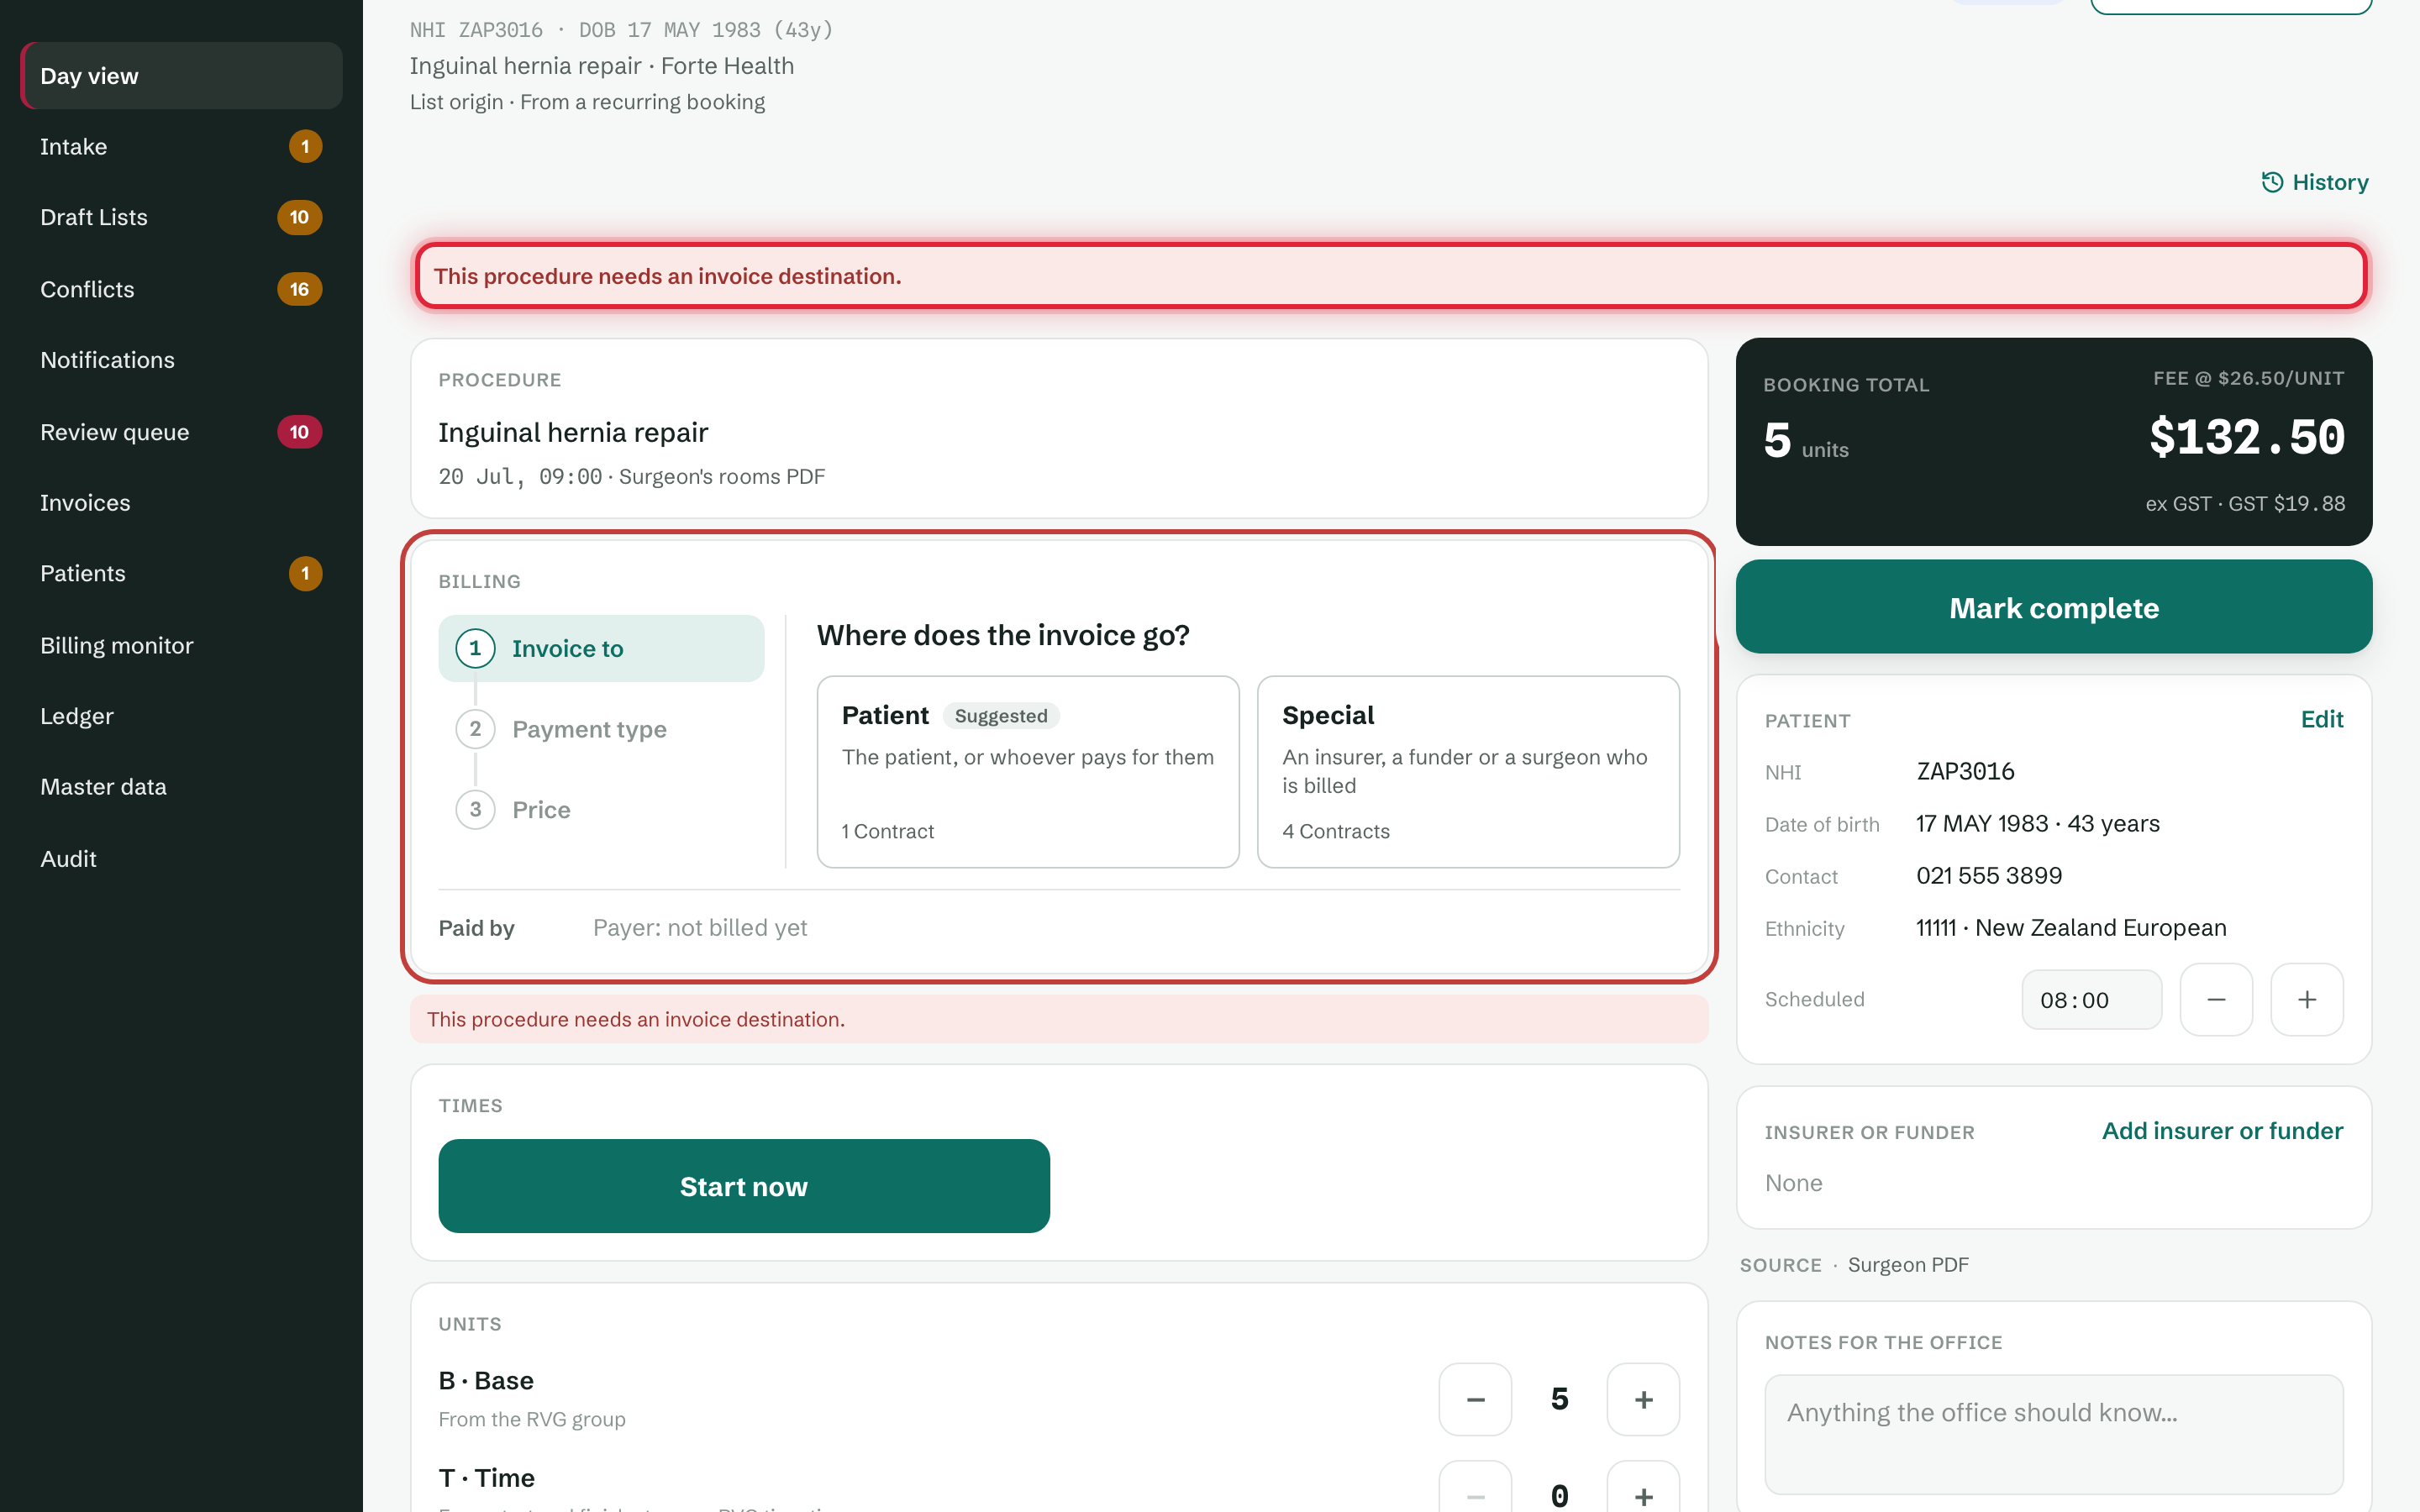 Day view
Intake 1
Draft Lists 10
Conflicts 16
Notifications
Review queue 10
Invoices
Patients 1
Billing monitor
Ledger
Master data
Audit
NHI ZAP3016 · DOB 17 MAY 1983 (43y)
Inguinal hernia repair · Forte Health
List origin · From a recurring booking
History
This procedure needs an invoice destination.
PROCEDURE
Inguinal hernia repair
20 Jul, 09:00 · Surgeon's rooms PDF
BILLING
1 Invoice to
2 Payment type
3 Price
Where does the invoice go?
Patient Suggested
The patient, or whoever pays for them
1 Contract
Special
An insurer, a funder or a surgeon who
is billed
4 Contracts
Paid by Payer: not billed yet
This procedure needs an invoice destination.
TIMES
Start now
UNITS
B · Base
From the RVG group
− 5 +
T · Time
− 0 +
BOOKING TOTAL
5 units
FEE @ $26.50/UNIT
$132.50
ex GST · GST $19.88
Mark complete
PATIENT Edit
NHI ZAP3016
Date of birth 17 MAY 1983 · 43 years
Contact 021 555 3899
Ethnicity 11111 · New Zealand European
Scheduled 08:00 − +
INSURER OR FUNDER Add insurer or funder
None
SOURCE · Surgeon PDF
NOTES FOR THE OFFICE
Anything the office should know...